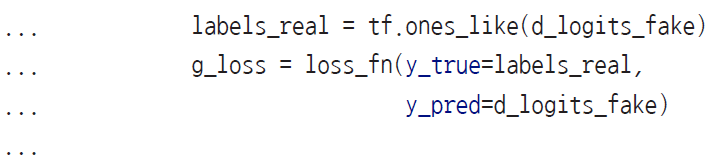 ...         labels_real = tf.ones_like(d_logits_fake)
...         g_loss = loss_fn(y_true=labels_real,
...                          y_pred=d_logits_fake)
...